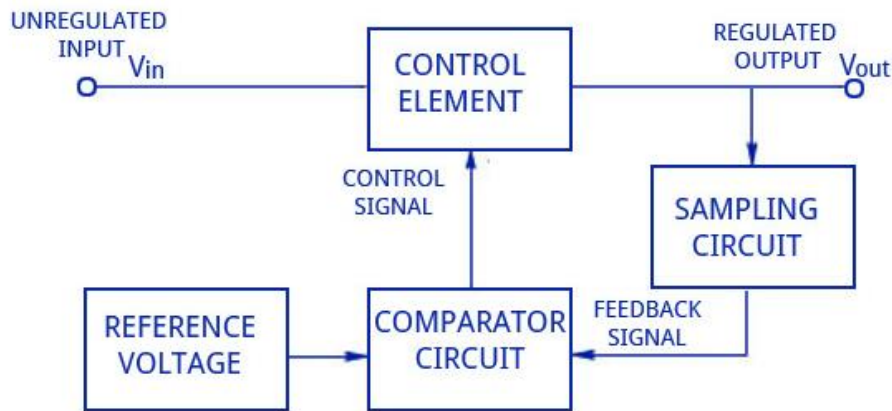 UNREGULATED
INPUT
Vin
CONTROL
ELEMENT
REGULATED
OUTPUT
Vout
CONTROL
SIGNAL
SAMPLING
CIRCUIT
REFERENCE
VOLTAGE
COMPARATOR
CIRCUIT
FEEDBACK
SIGNAL